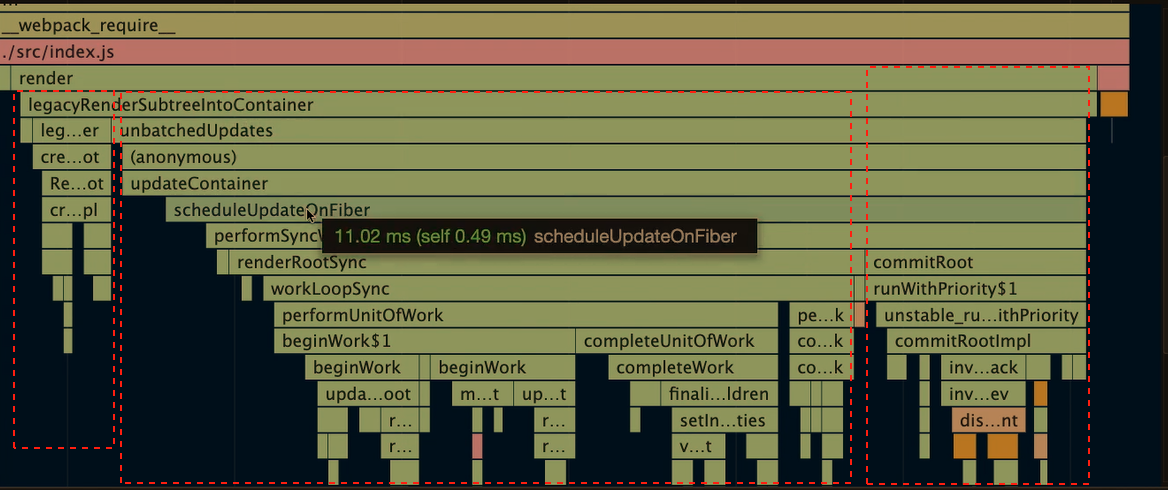 __webpack_require__
./src/index.js
render
legacyRenderSubtreeIntoContainer
leg…er unbatchedUpdates
cre…ot (anonymous)
Re…ot updateContainer
cr…pl scheduleUpdateOnFiber
performSync
11.02 ms (self 0.49 ms) scheduleUpdateOnFiber
renderRootSync commitRoot
workLoopSync runWithPriority$1
performUnitOfWork pe…k unstable_ru…ithPriority
beginWork$1 completeUnitOfWork co…k commitRootImpl
beginWork beginWork completeWork co…k inv…ack
upda…oot m…t up…t finali…ldren inv…ev
r… r… setIn…ties dis…nt
r… r… v…t